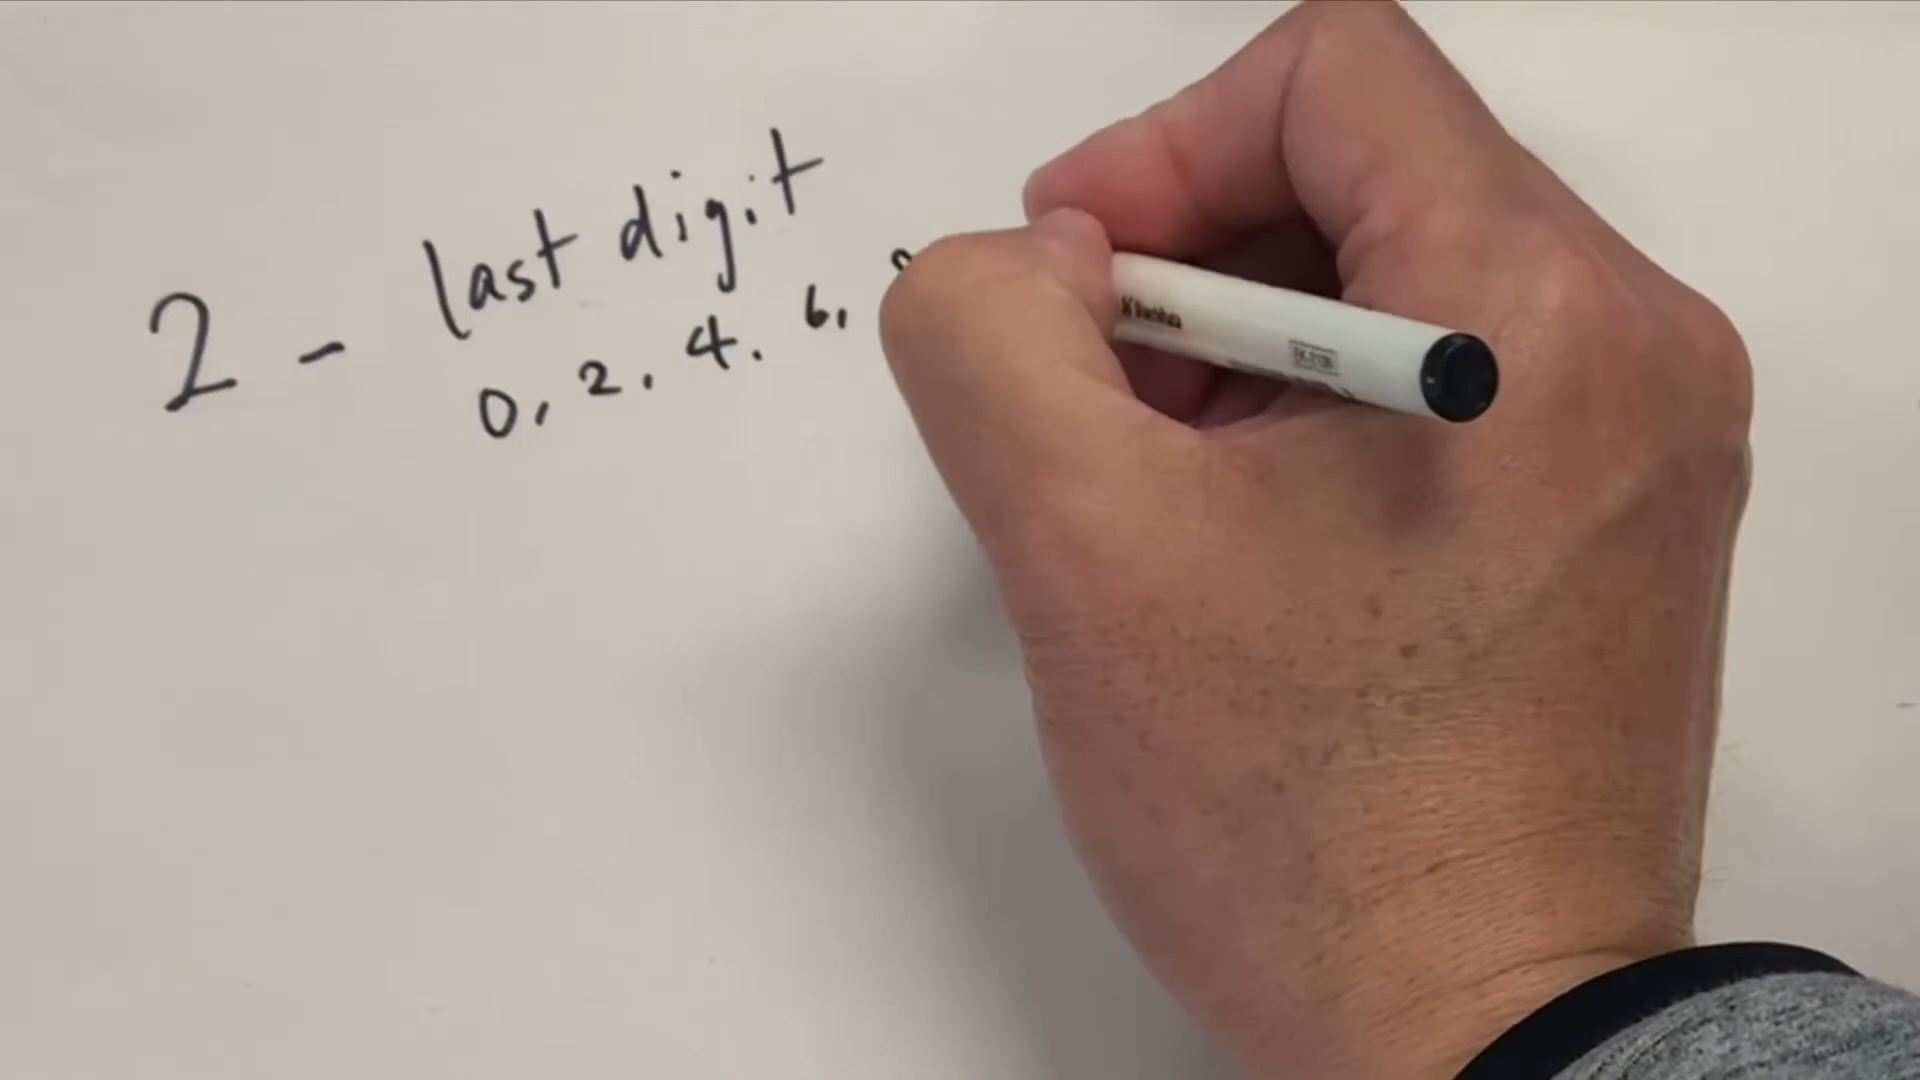 2 - last digit
0, 2, 4, 6,